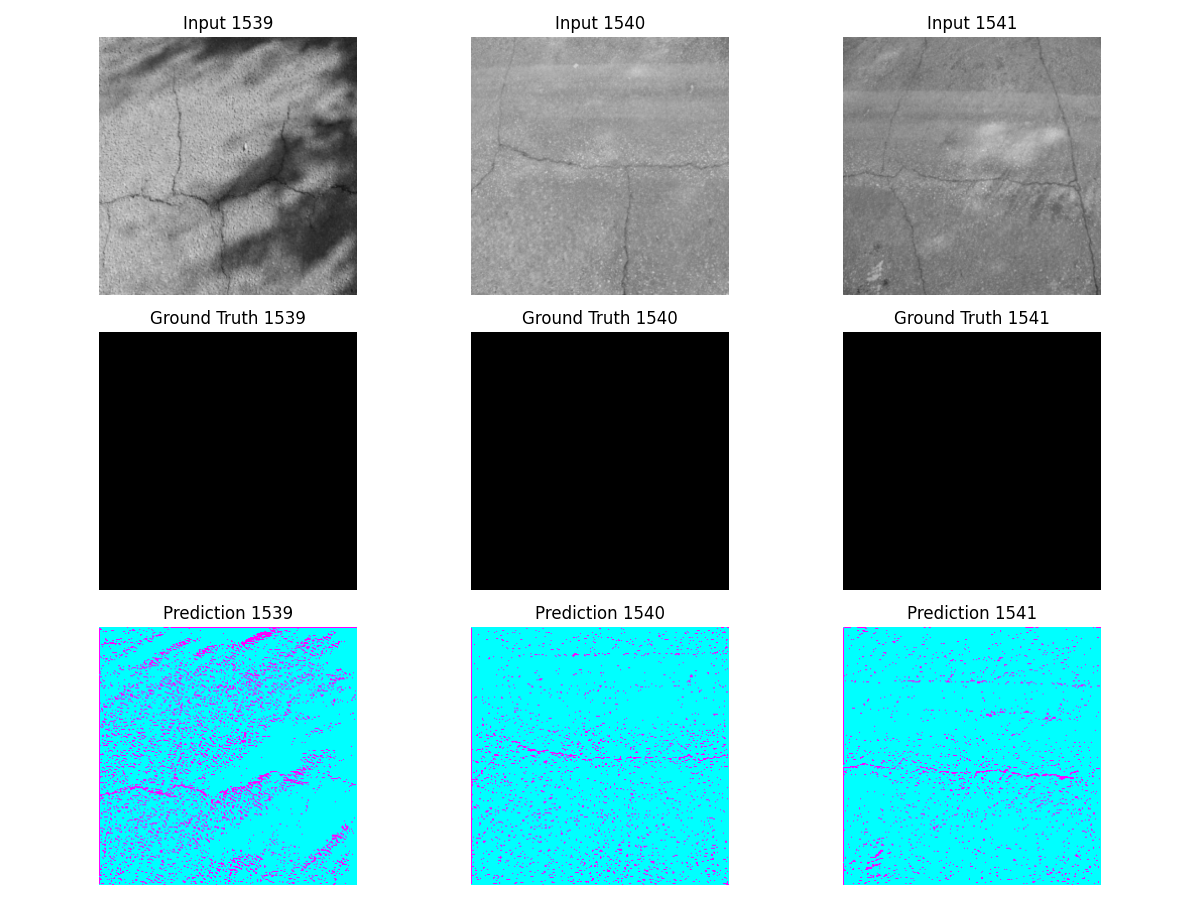 Input 1539
Input 1540
Input 1541
Ground Truth 1539
Ground Truth 1540
Ground Truth 1541
Prediction 1539
Prediction 1540
Prediction 1541